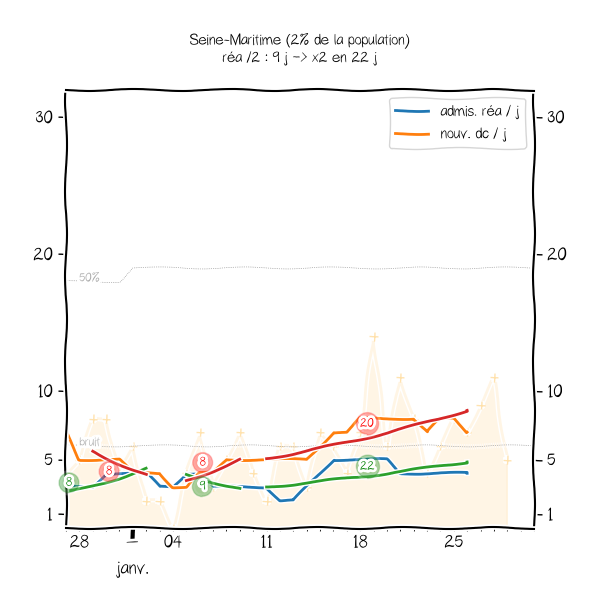 Seine-Maritime (2% de la population)
réa /2 : 9 j -> x2 en 22 j
admis. réa / j
nouv. dc / j
30 30
20 20
50%
10 10
20
bruit
5 5
8 8 8 9 22
1 1
28 04 11 18 25
janv.